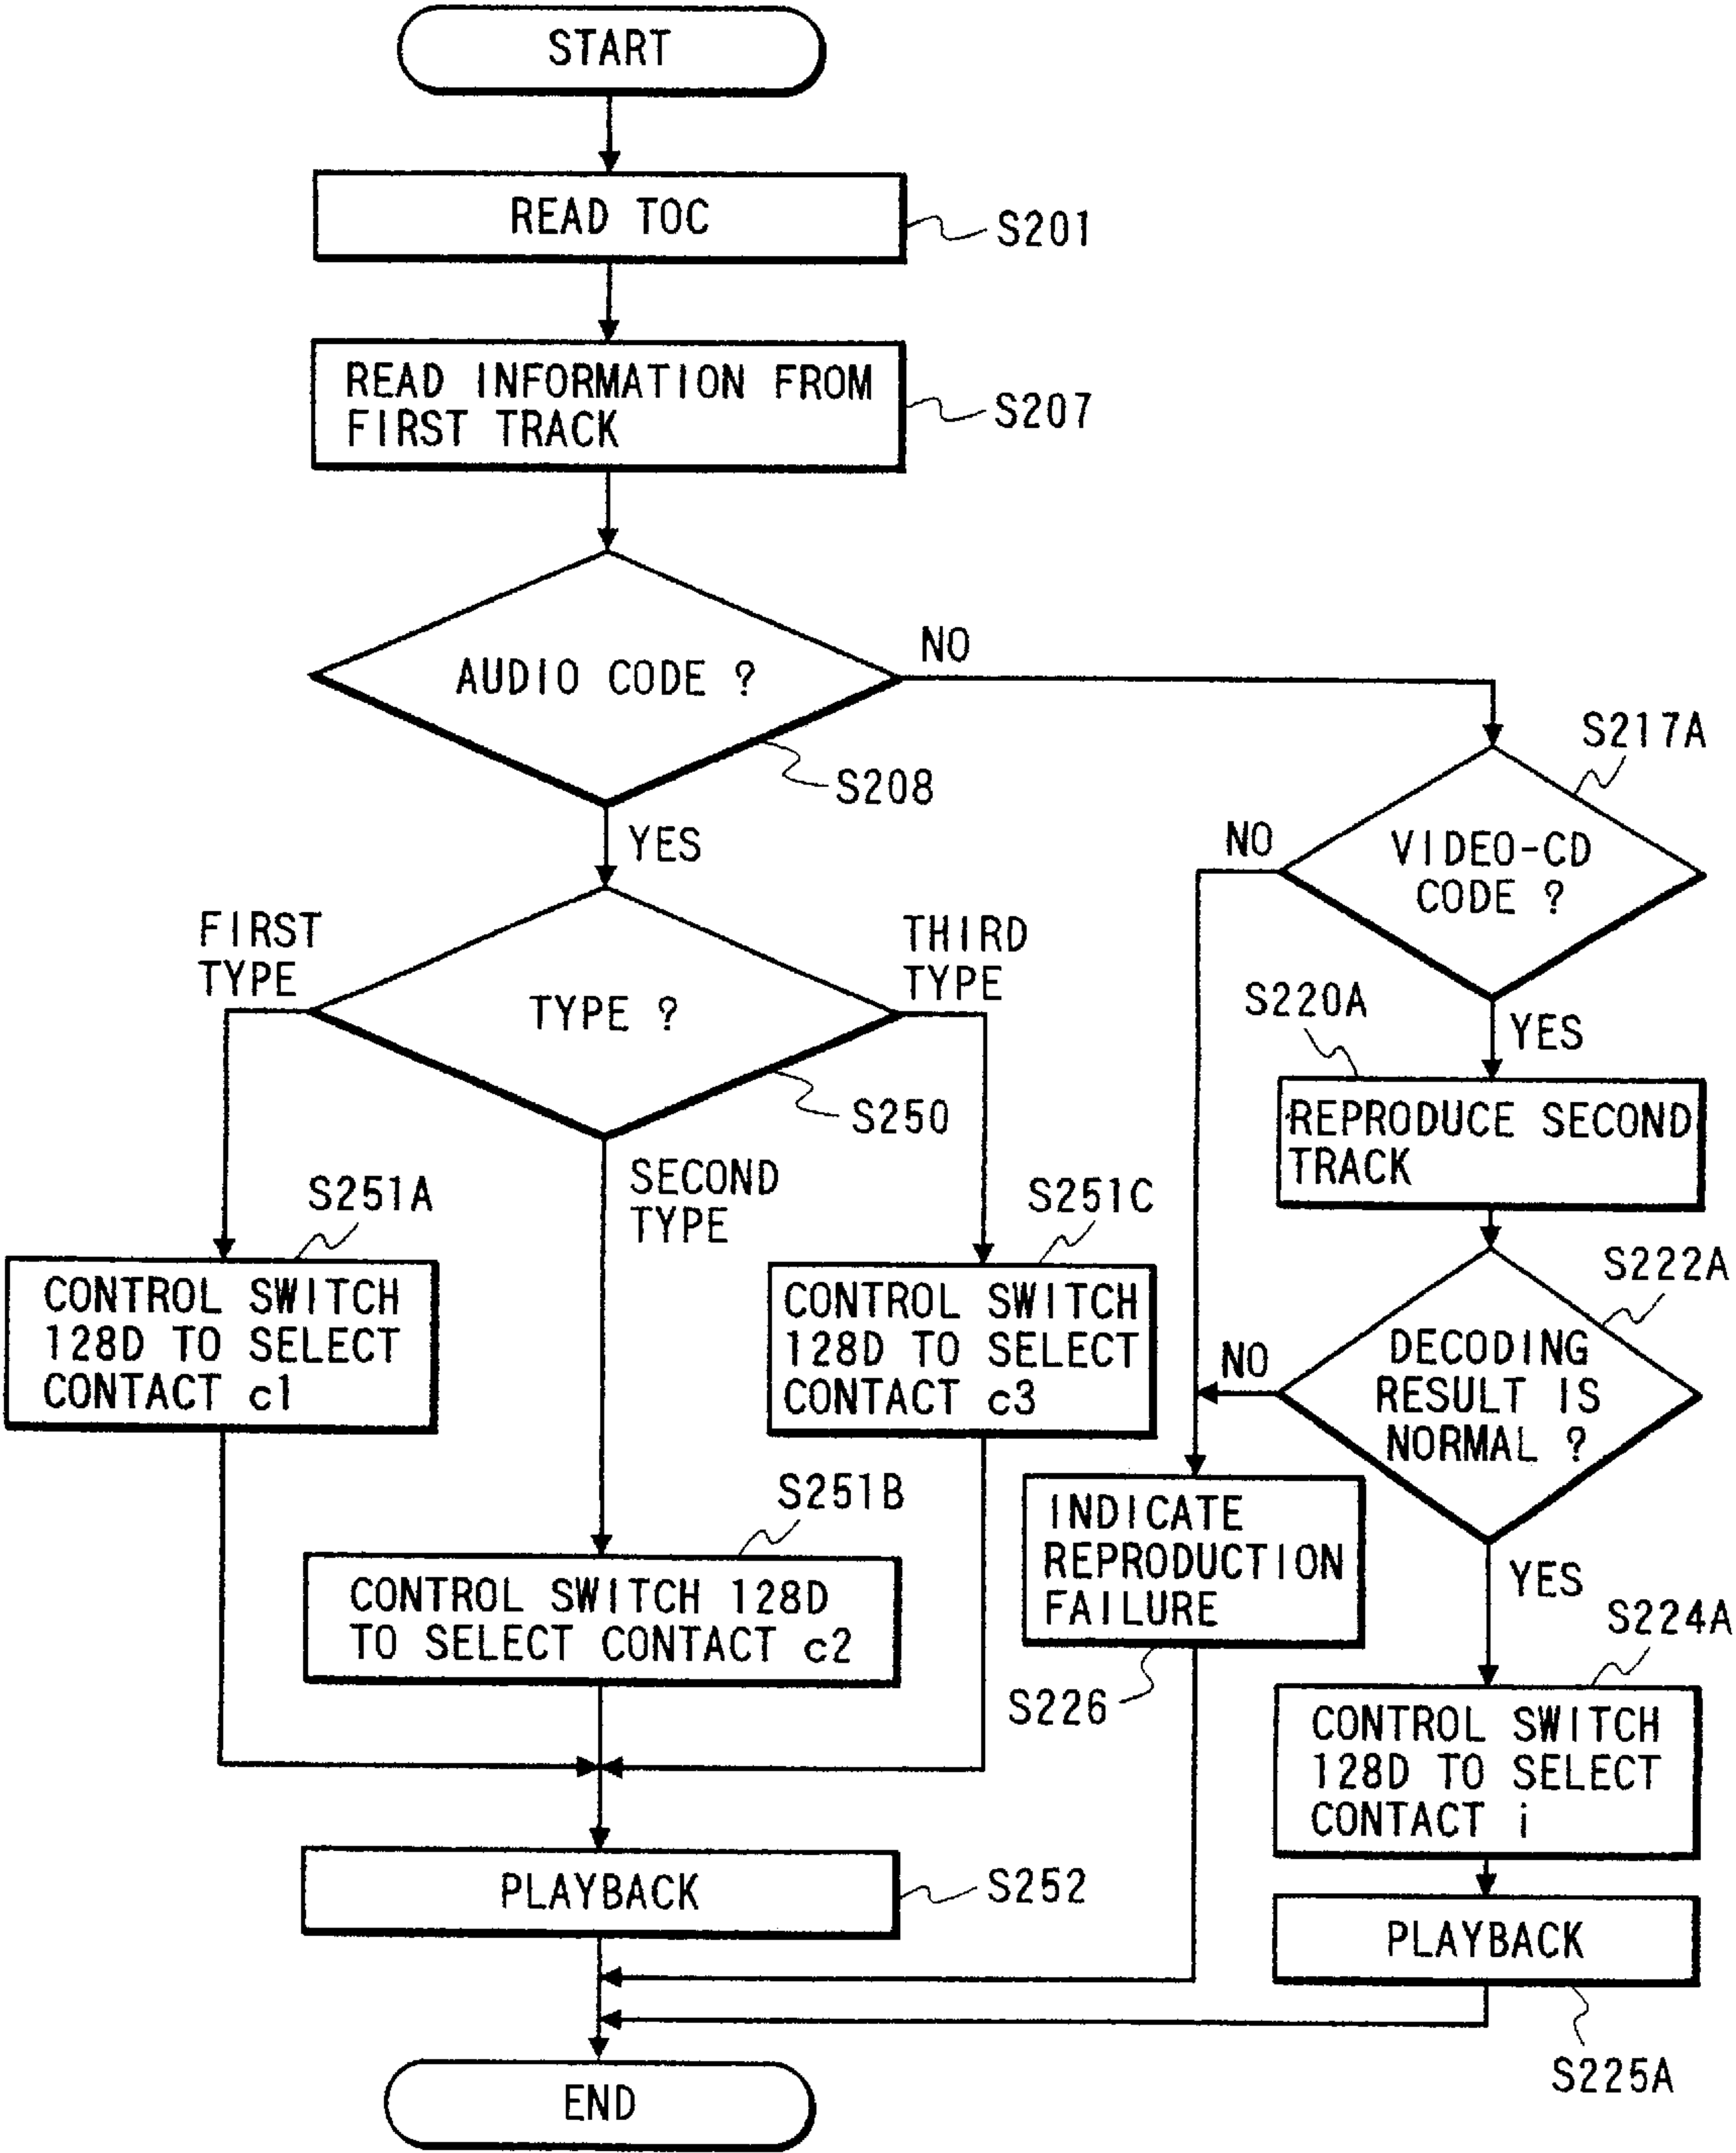 START
READ TOC
S201
READ INFORMATION FROM
FIRST TRACK
S207
AUDIO CODE ?
NO
S208
YES
S217A
VIDEO-CD
CODE ?
NO
YES
FIRST
TYPE
THIRD
TYPE
TYPE ?
S250
SECOND
TYPE
S220A
REPRODUCE SECOND
TRACK
S251A
CONTROL SWITCH
128D TO SELECT
CONTACT c1
S251C
CONTROL SWITCH
128D TO SELECT
CONTACT c3
S222A
DECODING
RESULT IS
NORMAL ?
NO
YES
S251B
CONTROL SWITCH 128D
TO SELECT CONTACT c2
INDICATE
REPRODUCTION
FAILURE
S226
S224A
CONTROL SWITCH
128D TO SELECT
CONTACT i
PLAYBACK
S252
PLAYBACK
S225A
END